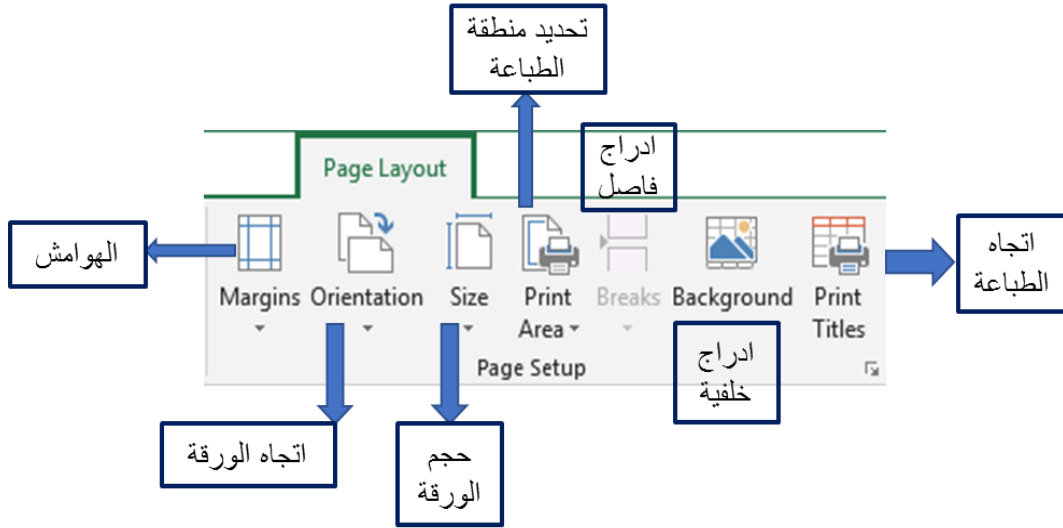 تحديد منطقة
الطباعة
ادراج
فاصل
Page Layout
الهوامش
اتجاه
الطباعة
Margins Orientation Size Print Area Breaks Background Print Titles
Page Setup
ادراج
خلفية
اتجاه الورقة
حجم
الورقة